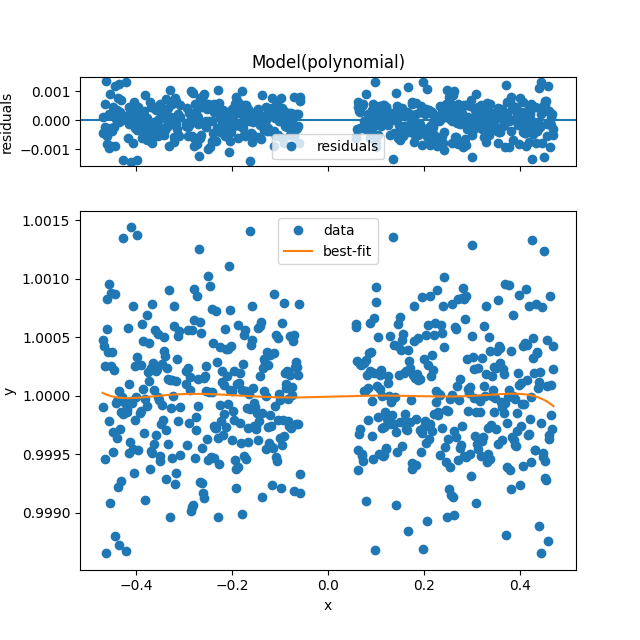 Model(polynomial)
residuals
0.001
0.000
−0.001
residuals
y
1.0015
1.0010
1.0005
1.0000
0.9995
0.9990
data
best-fit
−0.4
−0.2
0.0
0.2
0.4
x